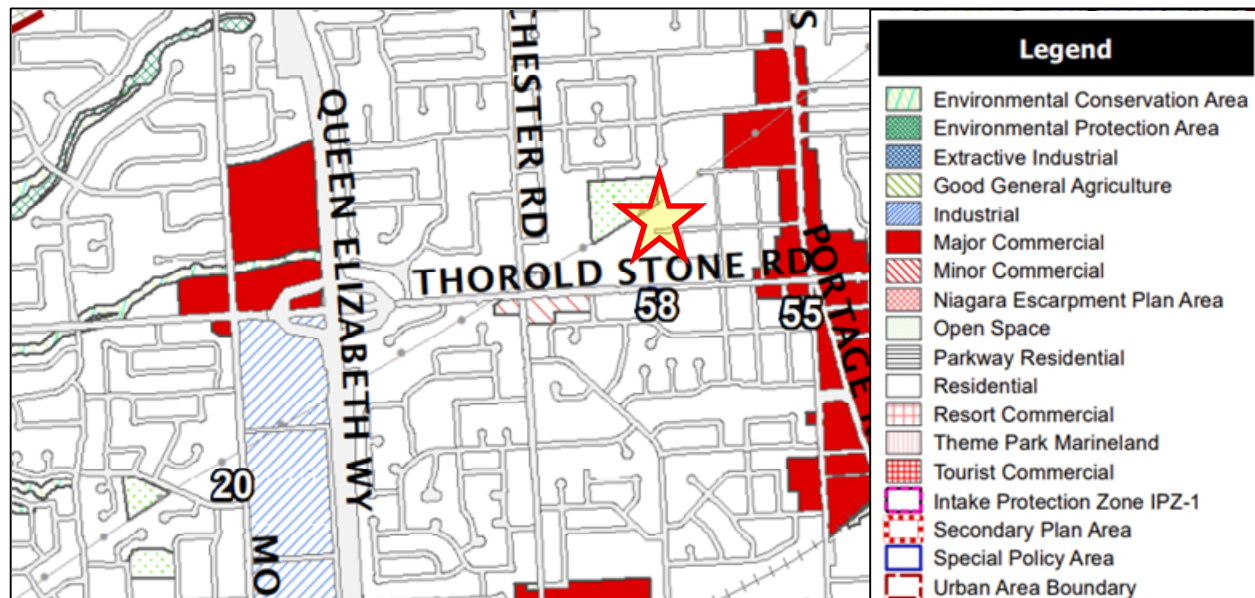 CHESTER RD
S
QUEEN ELIZABETH WY
THOROLD STONE RD
58
55
PORTAGE R
20
MO
Legend
Environmental Conservation Area
Environmental Protection Area
Extractive Industrial
Good General Agriculture
Industrial
Major Commercial
Minor Commercial
Niagara Escarpment Plan Area
Open Space
Parkway Residential
Residential
Resort Commercial
Theme Park Marineland
Tourist Commercial
Intake Protection Zone IPZ-1
Secondary Plan Area
Special Policy Area
Urban Area Boundary